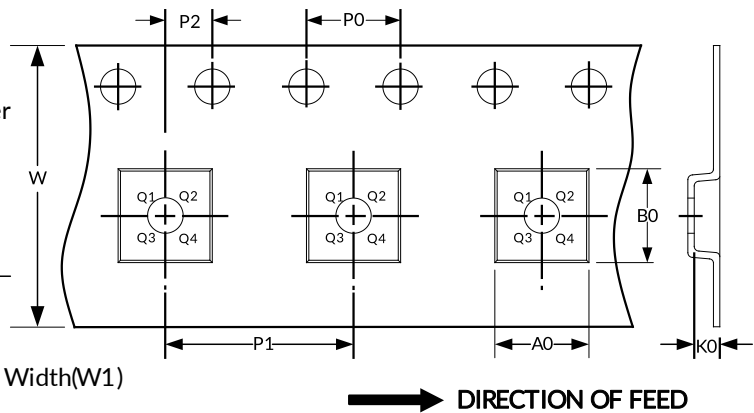 P2
P0
er
W
Q1 Q2
Q3 Q4
Q1 Q2
Q3 Q4
Q1 Q2
Q3 Q4
B0
P1
A0
K0
Width(W1)
DIRECTION OF FEED